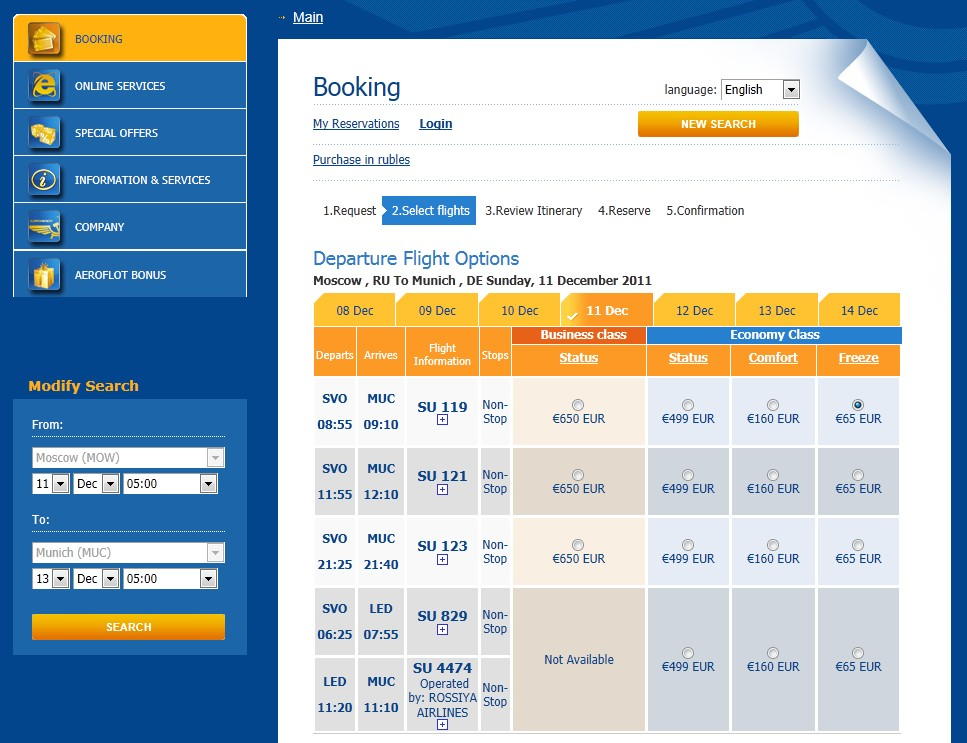 BOOKING
ONLINE SERVICES
SPECIAL OFFERS
INFORMATION & SERVICES
COMPANY
AEROFLOT BONUS
Modify Search
From:
Moscow (MOW)
11 Dec 05:00
To:
Munich (MUC)
13 Dec 05:00
SEARCH
Main
Booking
language: English
My Reservations Login
NEW SEARCH
Purchase in rubles
1.Request 2.Select flights 3.Review Itinerary 4.Reserve 5.Confirmation
Departure Flight Options
Moscow , RU To Munich , DE Sunday, 11 December 2011
08 Dec 09 Dec 10 Dec 11 Dec 12 Dec 13 Dec 14 Dec
Business class Economy Class
Departs Arrives Flight Information Stops Status Status Comfort Freeze
SVO 08:55 MUC 09:10 SU 119 Non-Stop €650 EUR €499 EUR €160 EUR €65 EUR
SVO 11:55 MUC 12:10 SU 121 Non-Stop €650 EUR €499 EUR €160 EUR €65 EUR
SVO 21:25 MUC 21:40 SU 123 Non-Stop €650 EUR €499 EUR €160 EUR €65 EUR
SVO 06:25 LED 07:55 SU 829 Non-Stop
Not Available €499 EUR €160 EUR €65 EUR
LED 11:20 MUC 11:10 SU 4474 Operated by: ROSSIYA AIRLINES Non-Stop